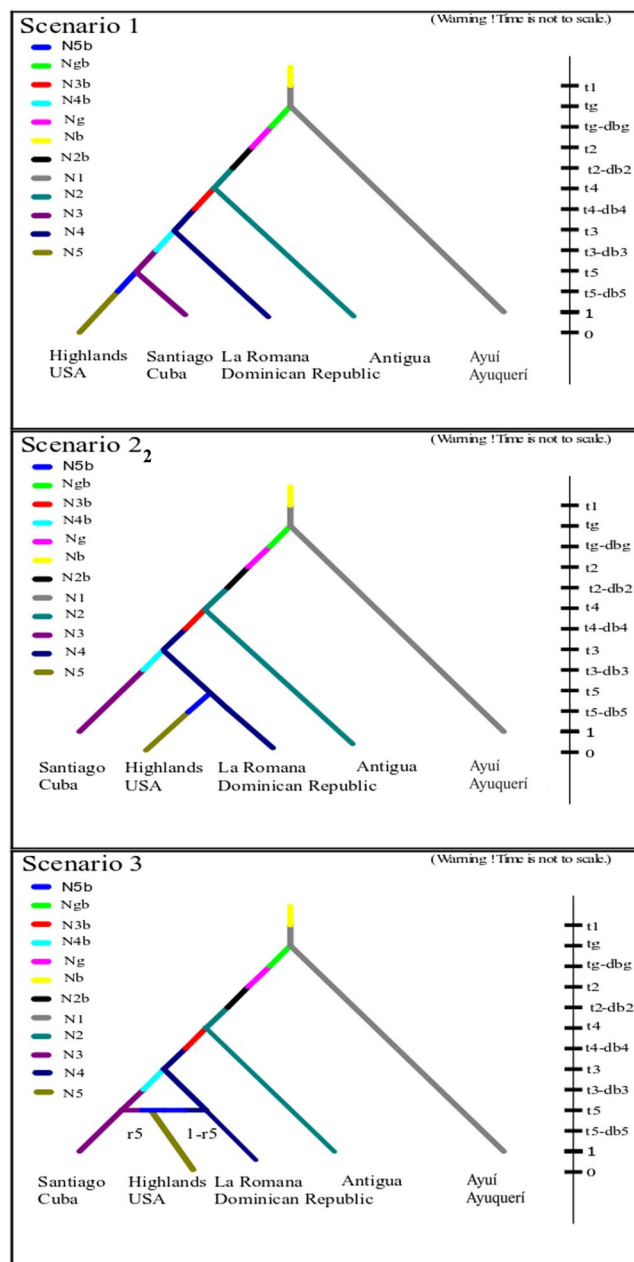 Scenario 1
(Warning ! Time is not to scale.)
N5b
Ngb
N3b
N4b
Ng
Nb
N2b
N1
N2
N3
N4
N5
t1
tg
tg-dbg
t2
t2-db2
t4
t4-db4
t3
t3-db3
t5
t5-db5
1
0
Highlands
USA
Santiago
Cuba
La Romana
Dominican Republic
Antigua
Ayuí
Ayuquerí
Scenario 2
2
(Warning ! Time is not to scale.)
N5b
Ngb
N3b
N4b
Ng
Nb
N2b
N1
N2
N3
N4
N5
t1
tg
tg-dbg
t2
t2-db2
t4
t4-db4
t3
t3-db3
t5
t5-db5
1
0
Santiago
Cuba
Highlands
USA
La Romana
Dominican Republic
Antigua
Ayuí
Ayuquerí
Scenario 3
(Warning ! Time is not to scale.)
N5b
Ngb
N3b
N4b
Ng
Nb
N2b
N1
N2
N3
N4
N5
t1
tg
tg-dbg
t2
t2-db2
t4
t4-db4
t3
t3-db3
t5
t5-db5
1
0
r5
1-r5
Santiago
Cuba
Highlands
USA
La Romana
Dominican Republic
Antigua
Ayuí
Ayuquerí